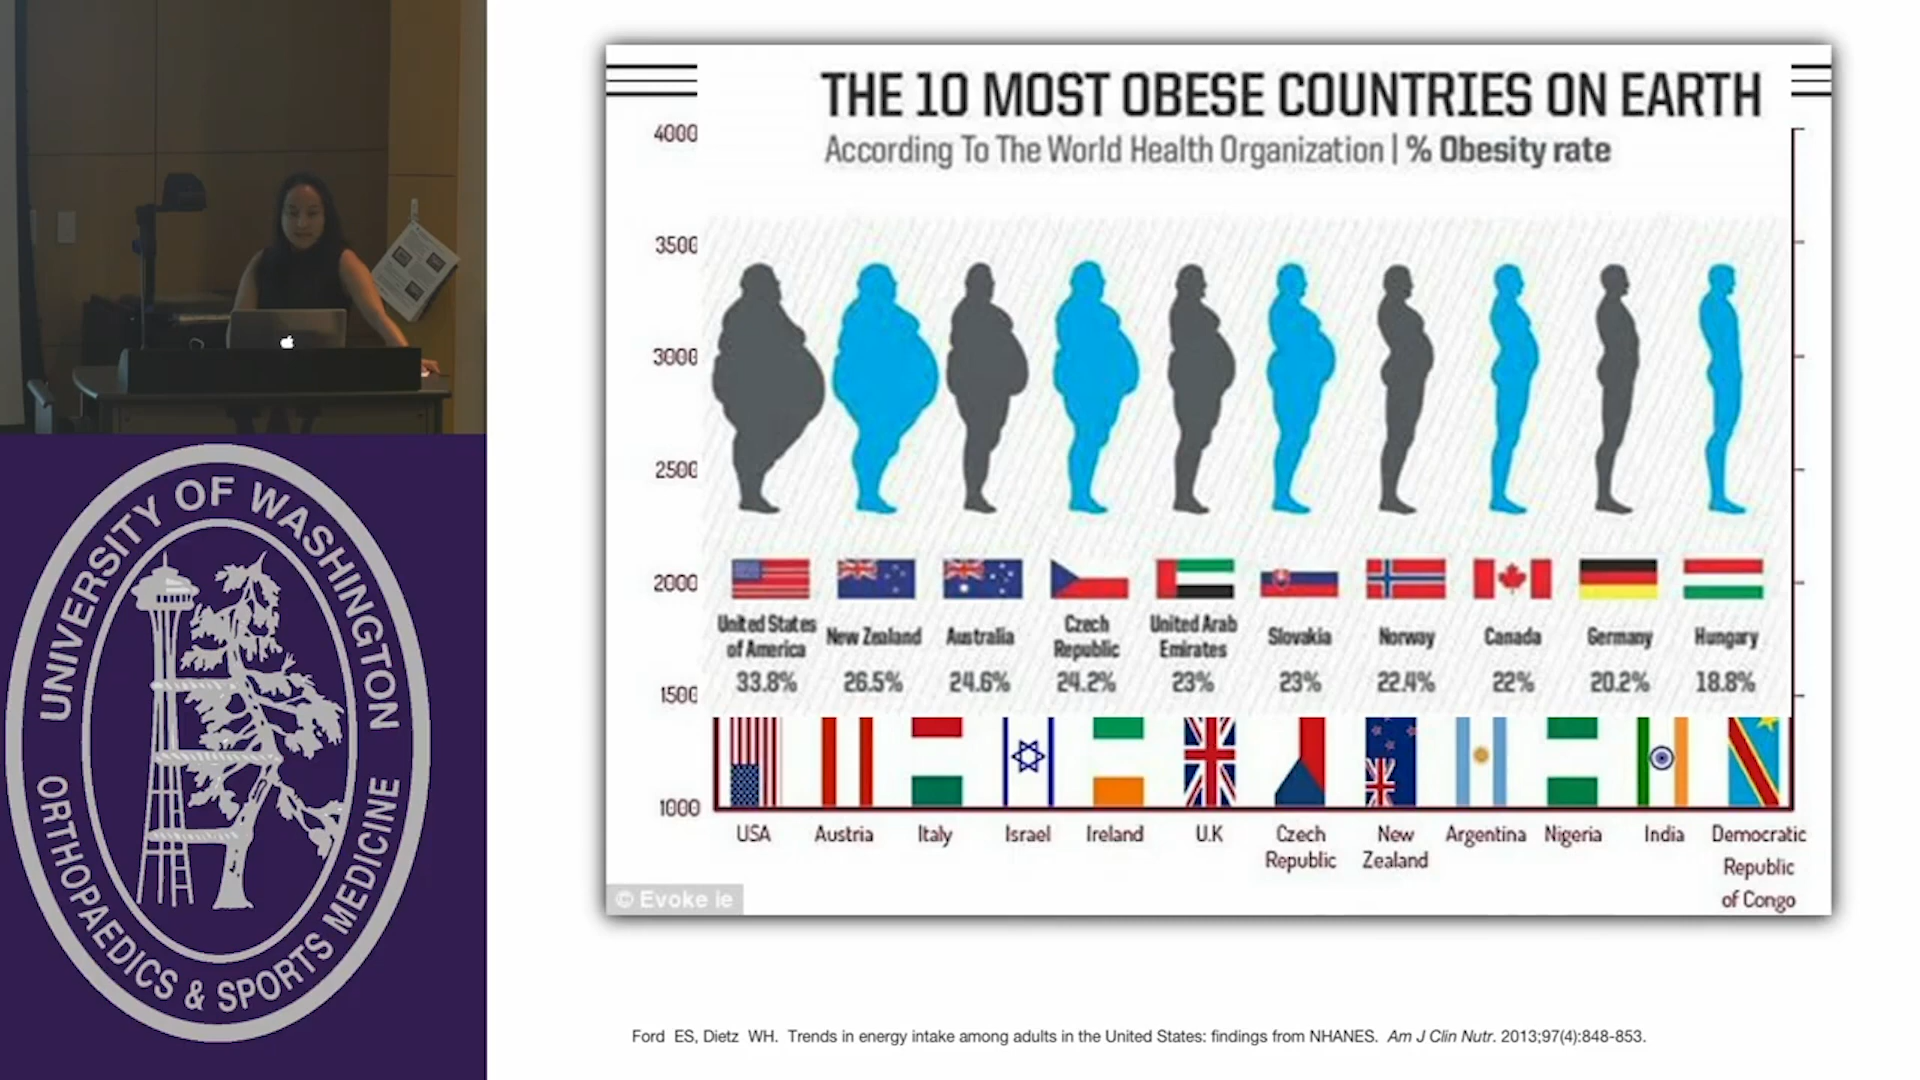 THE 10 MOST OBESE COUNTRIES ON EARTH
According To The World Health Organization | % Obesity rate
4000
3500
3000
2500
2000
1500
1000
United States of America
New Zealand
Australia
Czech Republic
United Arab Emirates
Slovakia
Norway
Canada
Germany
Hungary
33.8%
26.5%
24.6%
24.2%
23%
23%
22.4%
22%
20.2%
18.8%
USA
Austria
Italy
Israel
Ireland
U.K
Czech Republic
New Zealand
Argentina
Nigeria
India
Democratic Republic of Congo
© Evoke ie
Ford ES, Dietz WH. Trends in energy intake among adults in the United States: findings from NHANES. Am J Clin Nutr. 2013;97(4):848-853.
UNIVERSITY OF WASHINGTON
ORTHOPAEDICS & SPORTS MEDICINE